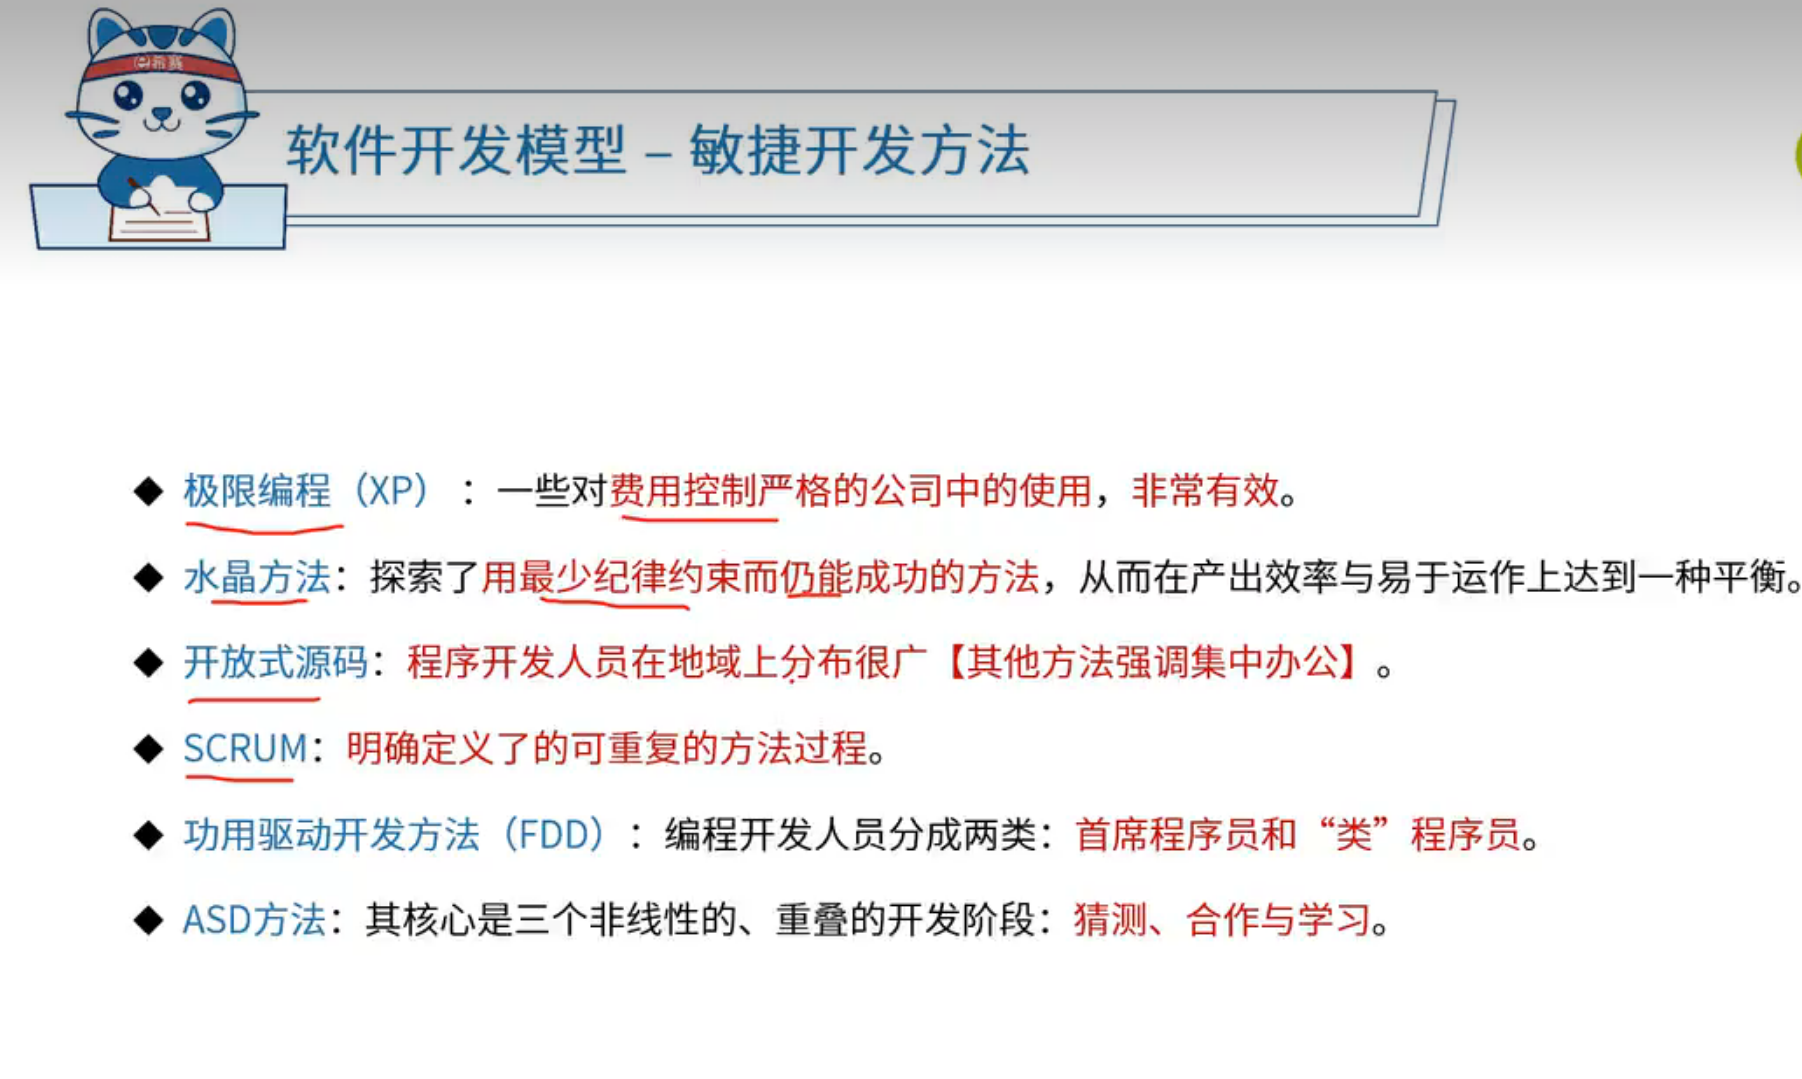 希赛
软件开发模型 – 敏捷开发方法
◆ 极限编程（XP）：一些对费用控制严格的公司中的使用，非常有效。
◆ 水晶方法：探索了用最少纪律约束而仍能成功的方法，从而在产出效率与易于运作上达到一种平衡。
◆ 开放式源码：程序开发人员在地域上分布很广【其他方法强调集中办公】。
◆ SCRUM：明确定义了的可重复的方法过程。
◆ 功用驱动开发方法（FDD）：编程开发人员分成两类：首席程序员和“类”程序员。
◆ ASD方法：其核心是三个非线性的、重叠的开发阶段：猜测、合作与学习。